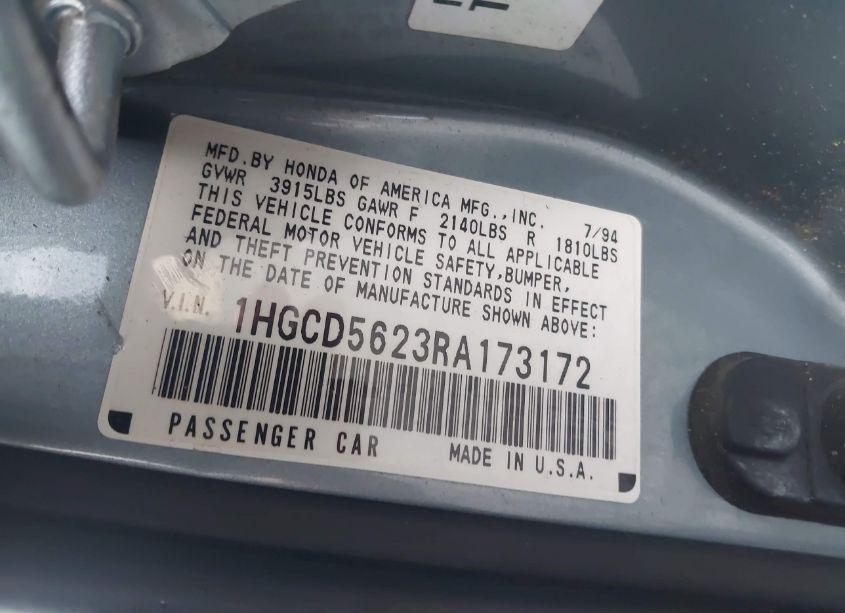 MFD.BY HONDA OF AMERICA MFG.,INC. 7/94
GVWR 3915LBS GAWR F 2140LBS R 1810LBS
THIS VEHICLE CONFORMS TO ALL APPLICABLE
FEDERAL MOTOR VEHICLE SAFETY,BUMPER,
AND THEFT PREVENTION STANDARDS IN EFFECT
ON THE DATE OF MANUFACTURE SHOWN ABOVE:
V.I.N. 1HGCD5623RA173172
PASSENGER CAR MADE IN U.S.A.